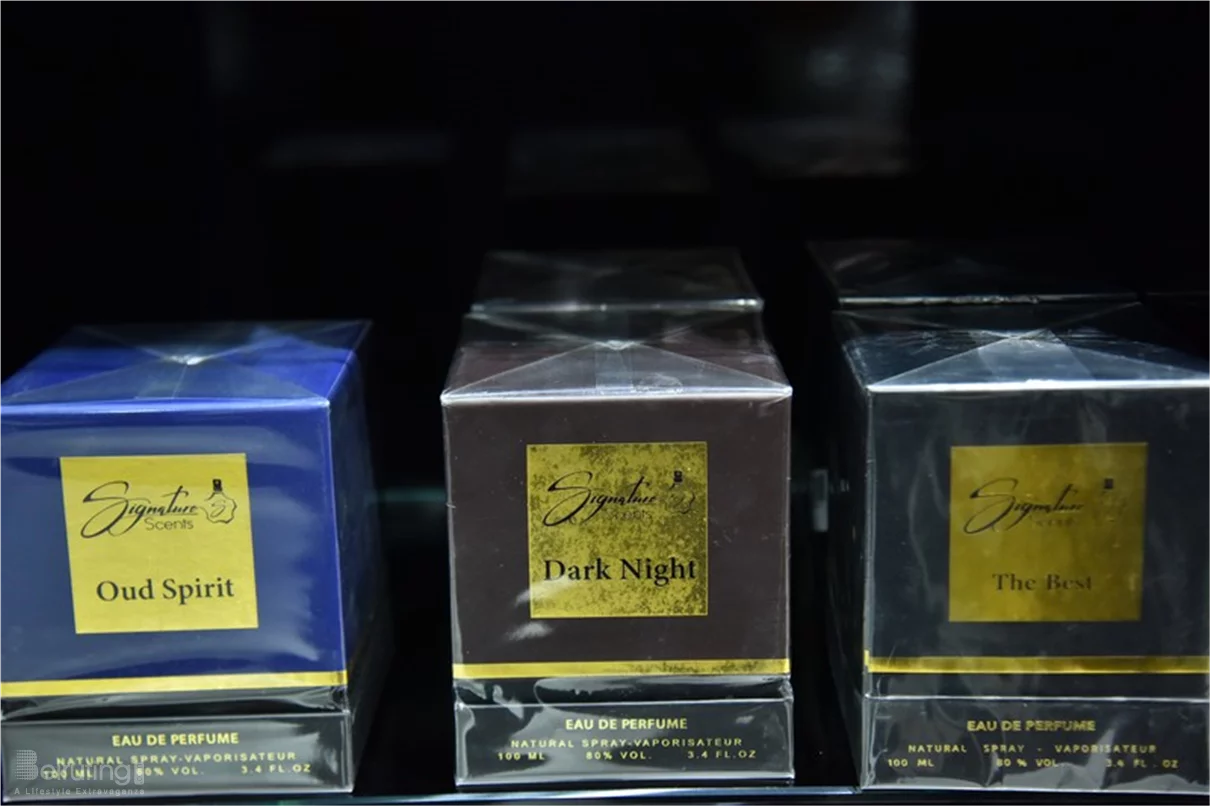 Signature
Scents
Oud Spirit
EAU DE PERFUME
NATURAL SPRAY-VAPORISATEUR
100 ML 80% VOL. 3.4 FL.OZ
Signature
Scents
Dark Night
EAU DE PERFUME
NATURAL SPRAY-VAPORISATEUR
100 ML 80% VOL. 3.4 FL.OZ
Signature
The Best
EAU DE PERFUME
NATURAL SPRAY - VAPORISATEUR
100 ML 80 % VOL. 3.4 FL. OZ
A Lifestyle Extravaganza